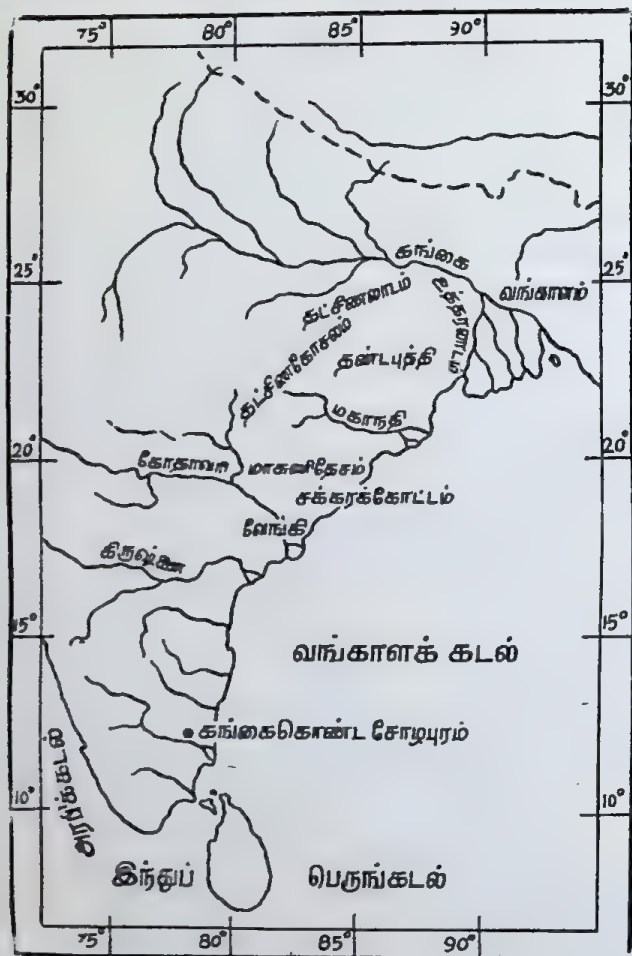 75° 80° 85° 90°
30° 30°
கங்கை
25° 25°
வங்காளம்
தட்சிணலாடம்
உத்தரலாடம்
தட்சிணகோசலம்
தண்டபுத்தி
மகாநதி
20° 20°
கோதாவரி மாசுனிதேசம்
சக்கரக்கோட்டம்
வேங்கி
கிருஷ்ணை
15° 15°
வங்காளக் கடல்
கங்கைகொண்ட சோழபுரம்
அரபிக்கடல்
10° 10°
இந்துப் பெருங்கடல்
75° 80° 85° 90°